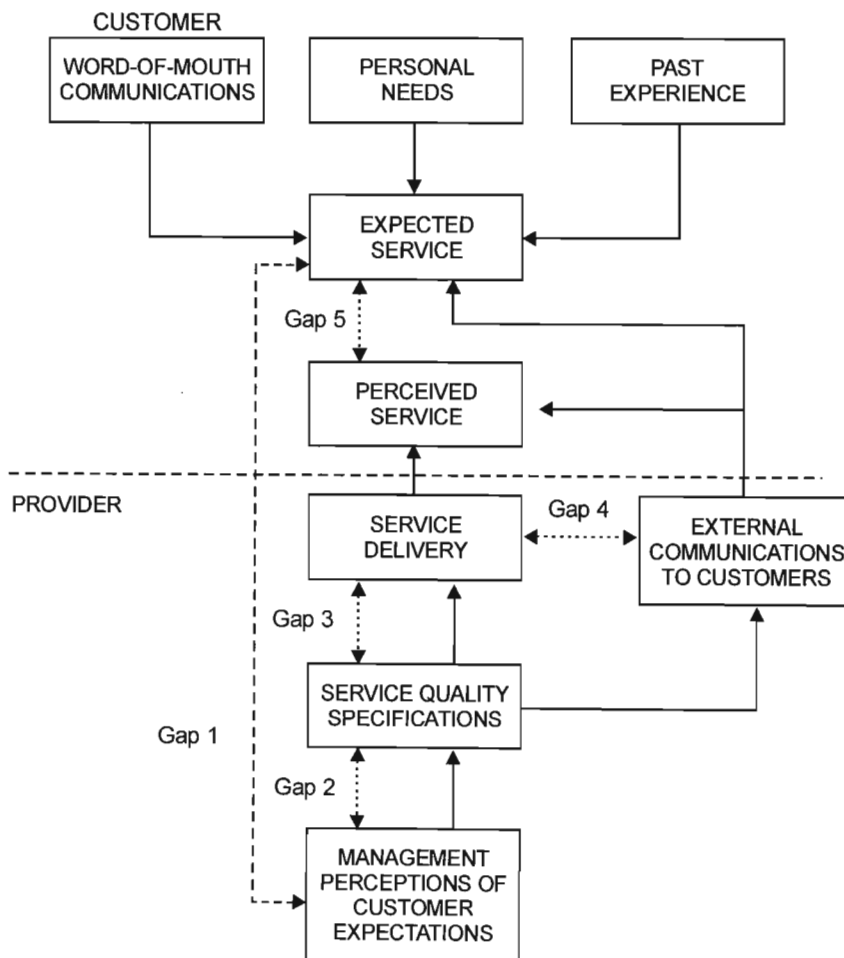 CUSTOMER
WORD-OF-MOUTH
COMMUNICATIONS
PERSONAL
NEEDS
PAST
EXPERIENCE
EXPECTED
SERVICE
Gap 5
PERCEIVED
SERVICE
PROVIDER
SERVICE
DELIVERY
Gap 4
EXTERNAL
COMMUNICATIONS
TO CUSTOMERS
Gap 3
SERVICE QUALITY
SPECIFICATIONS
Gap 1
Gap 2
MANAGEMENT
PERCEPTIONS OF
CUSTOMER
EXPECTATIONS